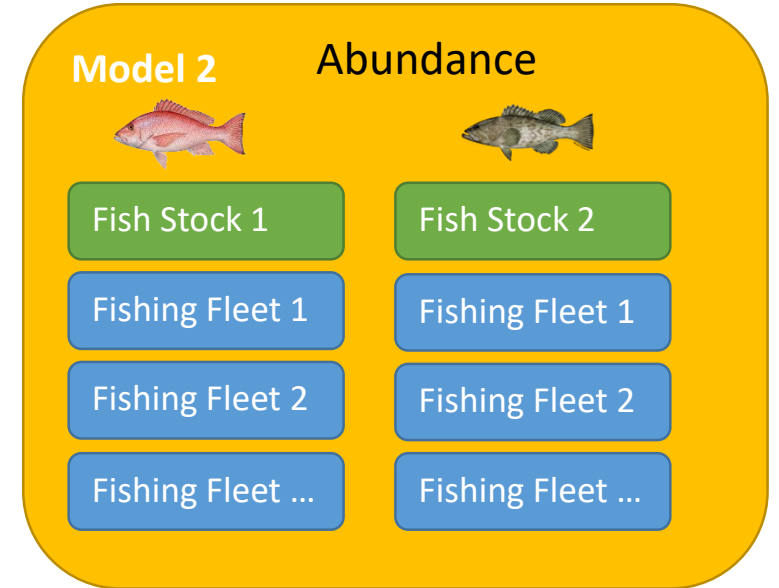 Model 2
Abundance
Fish Stock 1
Fish Stock 2
Fishing Fleet 1
Fishing Fleet 1
Fishing Fleet 2
Fishing Fleet 2
Fishing Fleet ...
Fishing Fleet ...